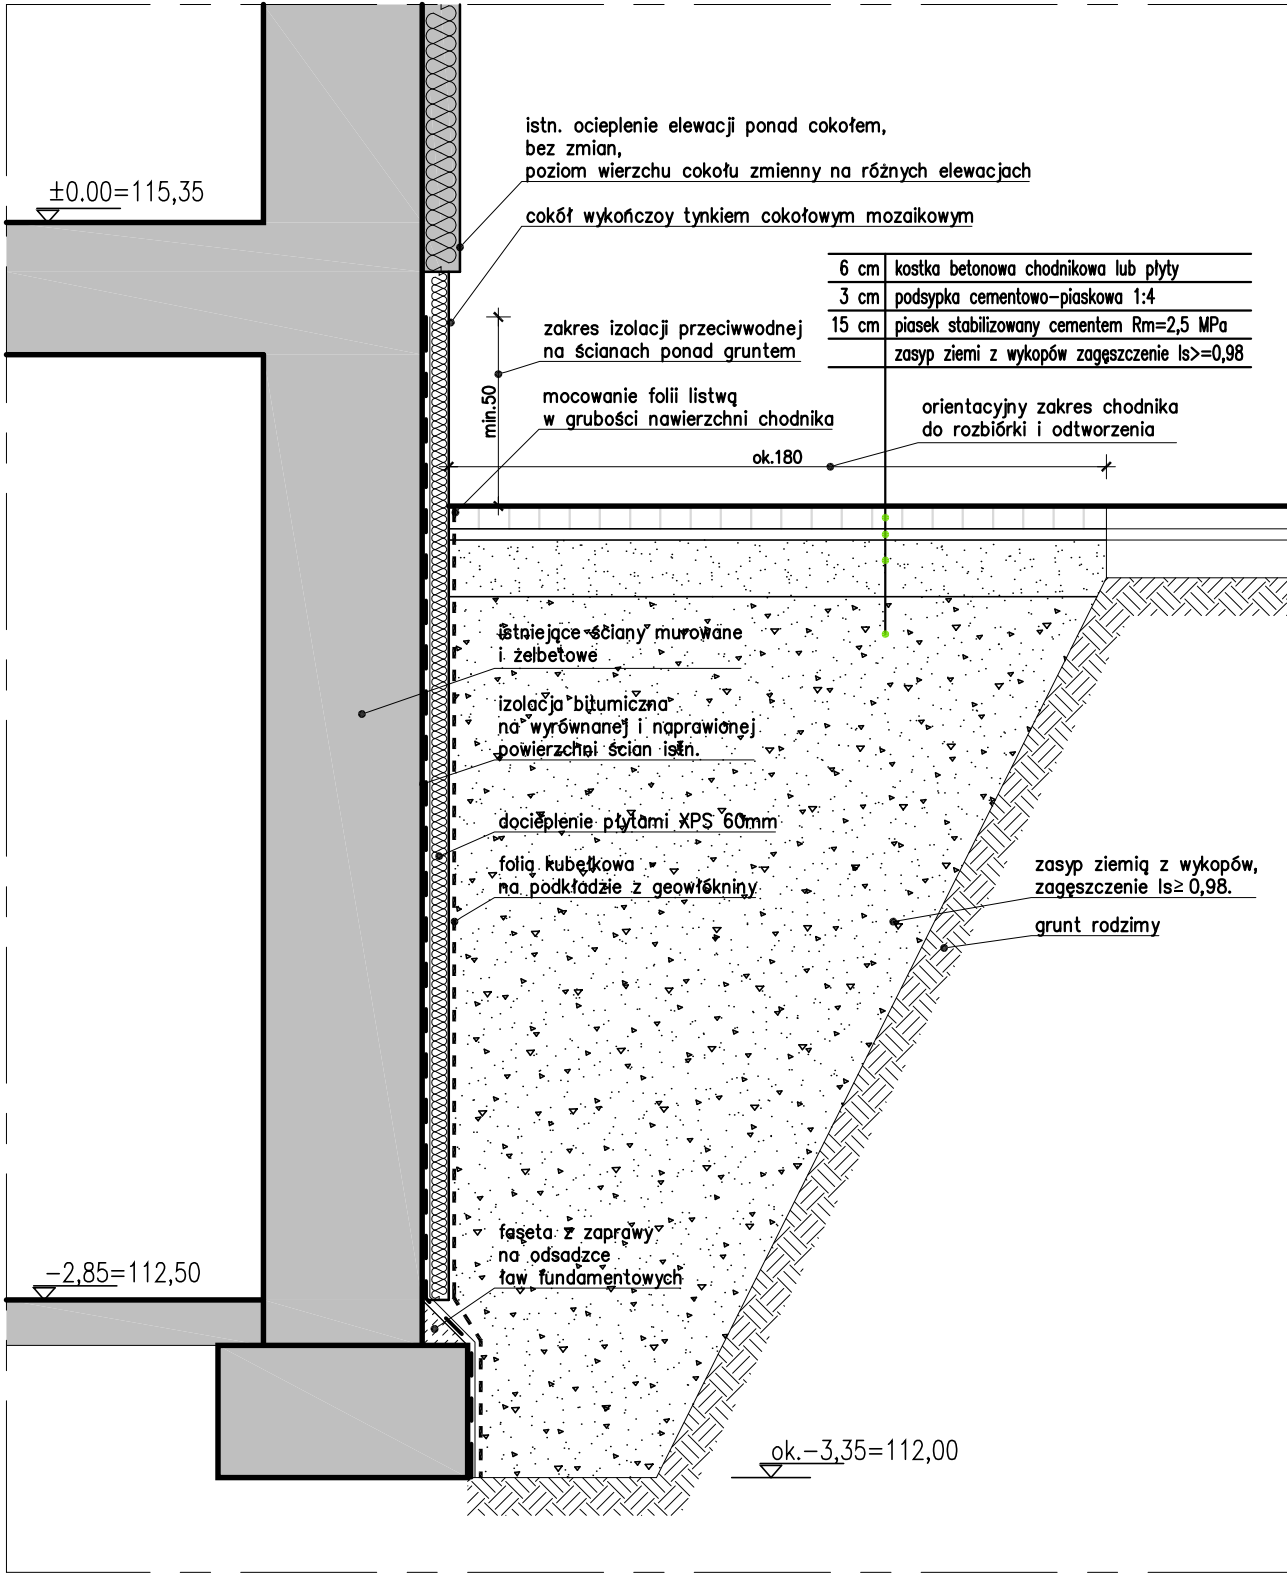 istn. ocieplenie elewacji ponad cokołem,
bez zmian,
poziom wierzchu cokołu zmienny na różnych elewacjach
±0.00=115,35
cokół wykończoy tynkiem cokołowym mozaikowym
6 cm kostka betonowa chodnikowa lub płyty
3 cm podsypka cementowo-piaskowa 1:4
15 cm piasek stabilizowany cementem Rm=2,5 MPa
zasyp ziemi z wykopów zagęszczenie Is>=0,98
zakres izolacji przeciwwodnej
na ścianach ponad gruntem
min.50
mocowanie folii listwą
w grubości nawierzchni chodnika
orientacyjny zakres chodnika
do rozbiórki i odtworzenia
ok.180
istniejące ściany murowane
i żelbetowe
izolacja bitumiczna
na wyrównanej i naprawionej
powierzchni ścian istn.
docieplenie płytami XPS 60mm
folia kubełkowa
na podkładzie z geowłókniny
zasyp ziemią z wykopów,
zagęszczenie Is≥0,98.
grunt rodzimy
faseta z zaprawy
na odsadzce
ław fundamentowych
-2,85=112,50
ok.-3,35=112,00